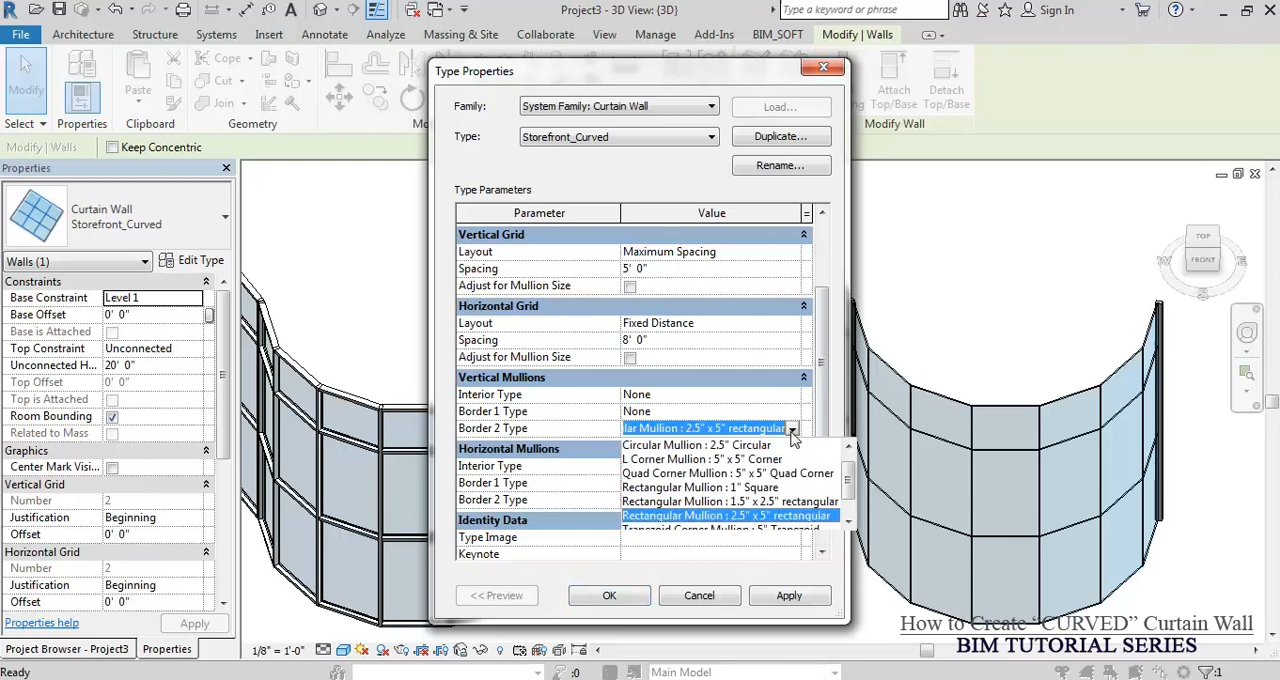 Project3 - 3D View: {3D}
Type a keyword or phrase
Sign In
File
Architecture
Structure
Systems
Insert
Annotate
Analyze
Massing & Site
Collaborate
View
Manage
Add-Ins
BIM_SOFT
Modify | Walls
Modify
Properties
Paste
Cope
Cut
Join
Attach
Top/Base
Detach
Top/Base
Select
Properties
Clipboard
Geometry
Modify Wall
Modify | Walls
Keep Concentric
Properties
Curtain Wall
Storefront_Curved
Walls (1)
Edit Type
Constraints
Base Constraint Level 1
Base Offset 0' 0"
Base is Attached
Top Constraint Unconnected
Unconnected H... 20' 0"
Top Offset 0' 0"
Top is Attached
Room Bounding
Related to Mass
Graphics
Center Mark Visi...
Vertical Grid
Number 2
Justification Beginning
Offset 0' 0"
Horizontal Grid
Number 2
Justification Beginning
Offset 0' 0"
Properties help
Apply
Project Browser - Project3
Properties
Type Properties
Family: System Family: Curtain Wall Load...
Type: Storefront_Curved Duplicate...
Rename...
Type Parameters
Parameter Value =
Vertical Grid
Layout Maximum Spacing
Spacing 5' 0"
Adjust for Mullion Size
Horizontal Grid
Layout Fixed Distance
Spacing 8' 0"
Adjust for Mullion Size
Vertical Mullions
Interior Type None
Border 1 Type None
Border 2 Type lar Mullion : 2.5" x 5" rectangular
Circular Mullion : 2.5" Circular
L Corner Mullion : 5" x 5" Corner
Quad Corner Mullion : 5" x 5" Quad Corner
Rectangular Mullion : 1" Square
Rectangular Mullion : 1.5" x 2.5" rectangular
Rectangular Mullion : 2.5" x 5" rectangular
Trapezoid Corner Mullion : 5" Trapezoid
Horizontal Mullions
Interior Type
Border 1 Type
Border 2 Type
Identity Data
Type Image
Keynote
<< Preview
OK
Cancel
Apply
TOP
FRONT
W
E
How to Create “CURVED” Curtain Wall
BIM TUTORIAL SERIES
1/8" = 1'-0"
Ready
:0
Main Model
:1